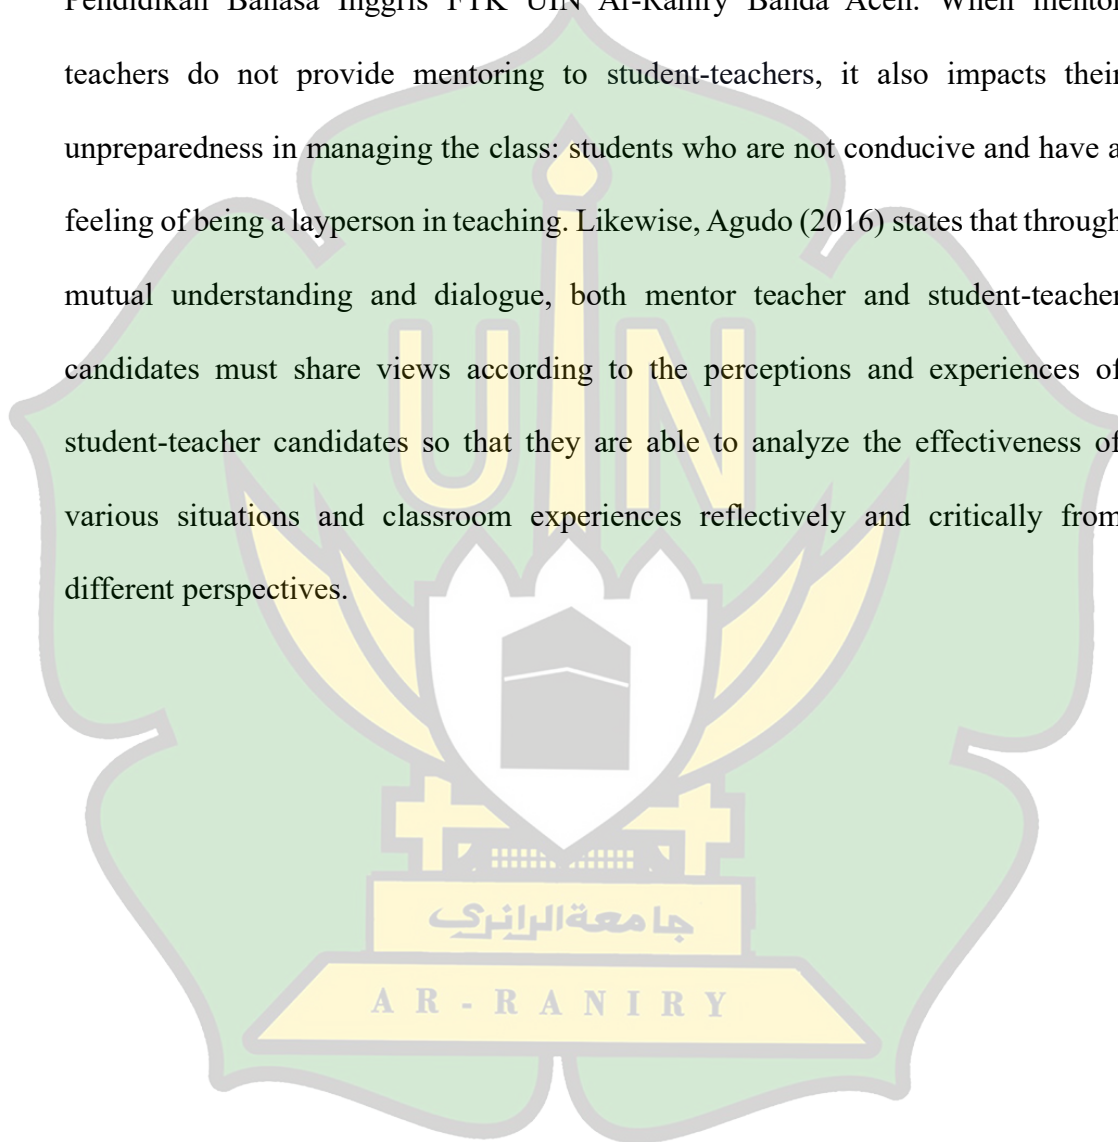 Pendidikan Bahasa Inggris FTK UIN Ar-Raniry Banda Aceh. When mentor
teachers do not provide mentoring to student-teachers, it also impacts their
unpreparedness in managing the class: students who are not conducive and have a
feeling of being a layperson in teaching. Likewise, Agudo (2016) states that through
mutual understanding and dialogue, both mentor teacher and student-teacher
candidates must share views according to the perceptions and experiences of
student-teacher candidates so that they are able to analyze the effectiveness of
various situations and classroom experiences reflectively and critically from
different perspectives.
UIN
جامعةالرانري
AR-RANIRY